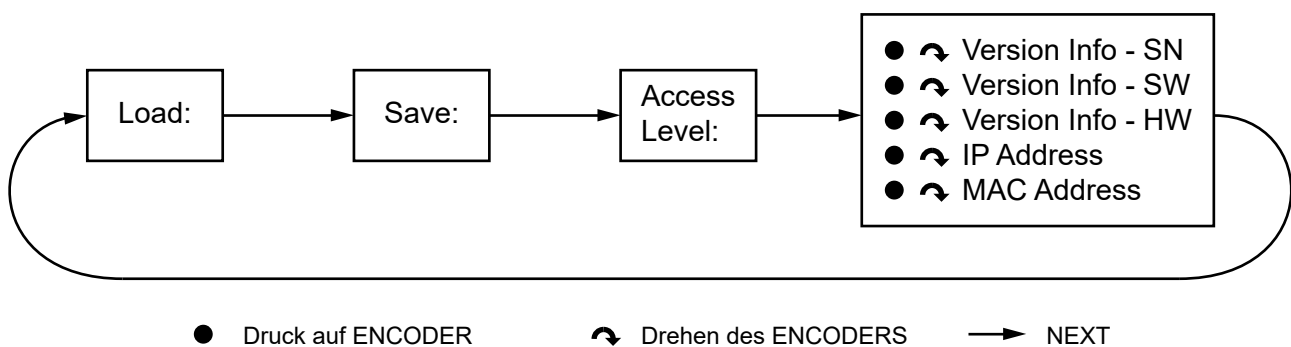 Load:
Save:
Access
Level:
Version Info - SN
Version Info - SW
Version Info - HW
IP Address
MAC Address
Druck auf ENCODER
Drehen des ENCODERS
NEXT